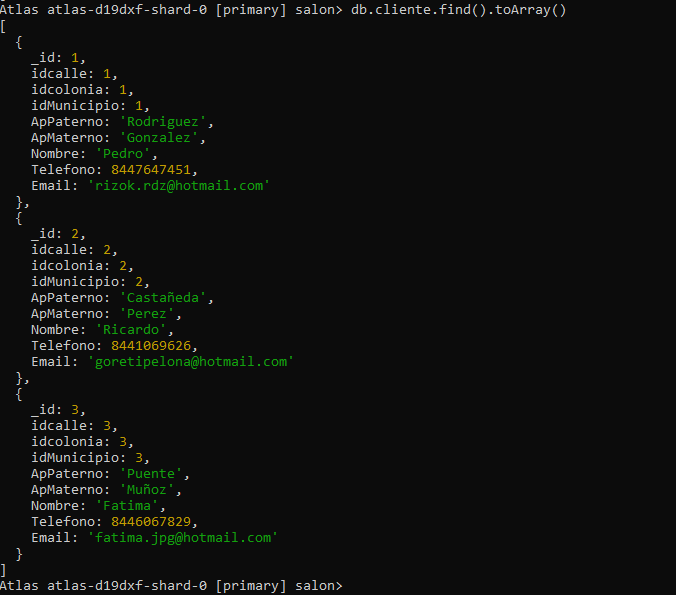 Atlas atlas-d19dxf-shard-0 [primary] salon> db.cliente.find().toArray()
[
  {
    _id: 1,
    idcalle: 1,
    idcolonia: 1,
    idMunicipio: 1,
    ApPaterno: 'Rodriguez',
    ApMaterno: 'Gonzalez',
    Nombre: 'Pedro',
    Telefono: 8447647451,
    Email: 'rizok.rdz@hotmail.com'
  },
  {
    _id: 2,
    idcalle: 2,
    idcolonia: 2,
    idMunicipio: 2,
    ApPaterno: 'Castañeda',
    ApMaterno: 'Perez',
    Nombre: 'Ricardo',
    Telefono: 8441069626,
    Email: 'goretipelona@hotmail.com'
  },
  {
    _id: 3,
    idcalle: 3,
    idcolonia: 3,
    idMunicipio: 3,
    ApPaterno: 'Puente',
    ApMaterno: 'Muñoz',
    Nombre: 'Fatima',
    Telefono: 8446067829,
    Email: 'fatima.jpg@hotmail.com'
  }
]
Atlas atlas-d19dxf-shard-0 [primary] salon>